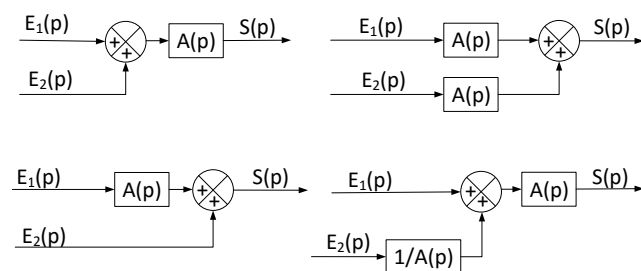 E₁(p) + + A(p) S(p)
E₂(p)
E₁(p) A(p) + + S(p)
E₂(p) A(p)
E₁(p) A(p) + + S(p)
E₂(p)
E₁(p) + + A(p) S(p)
E₂(p) 1/A(p)